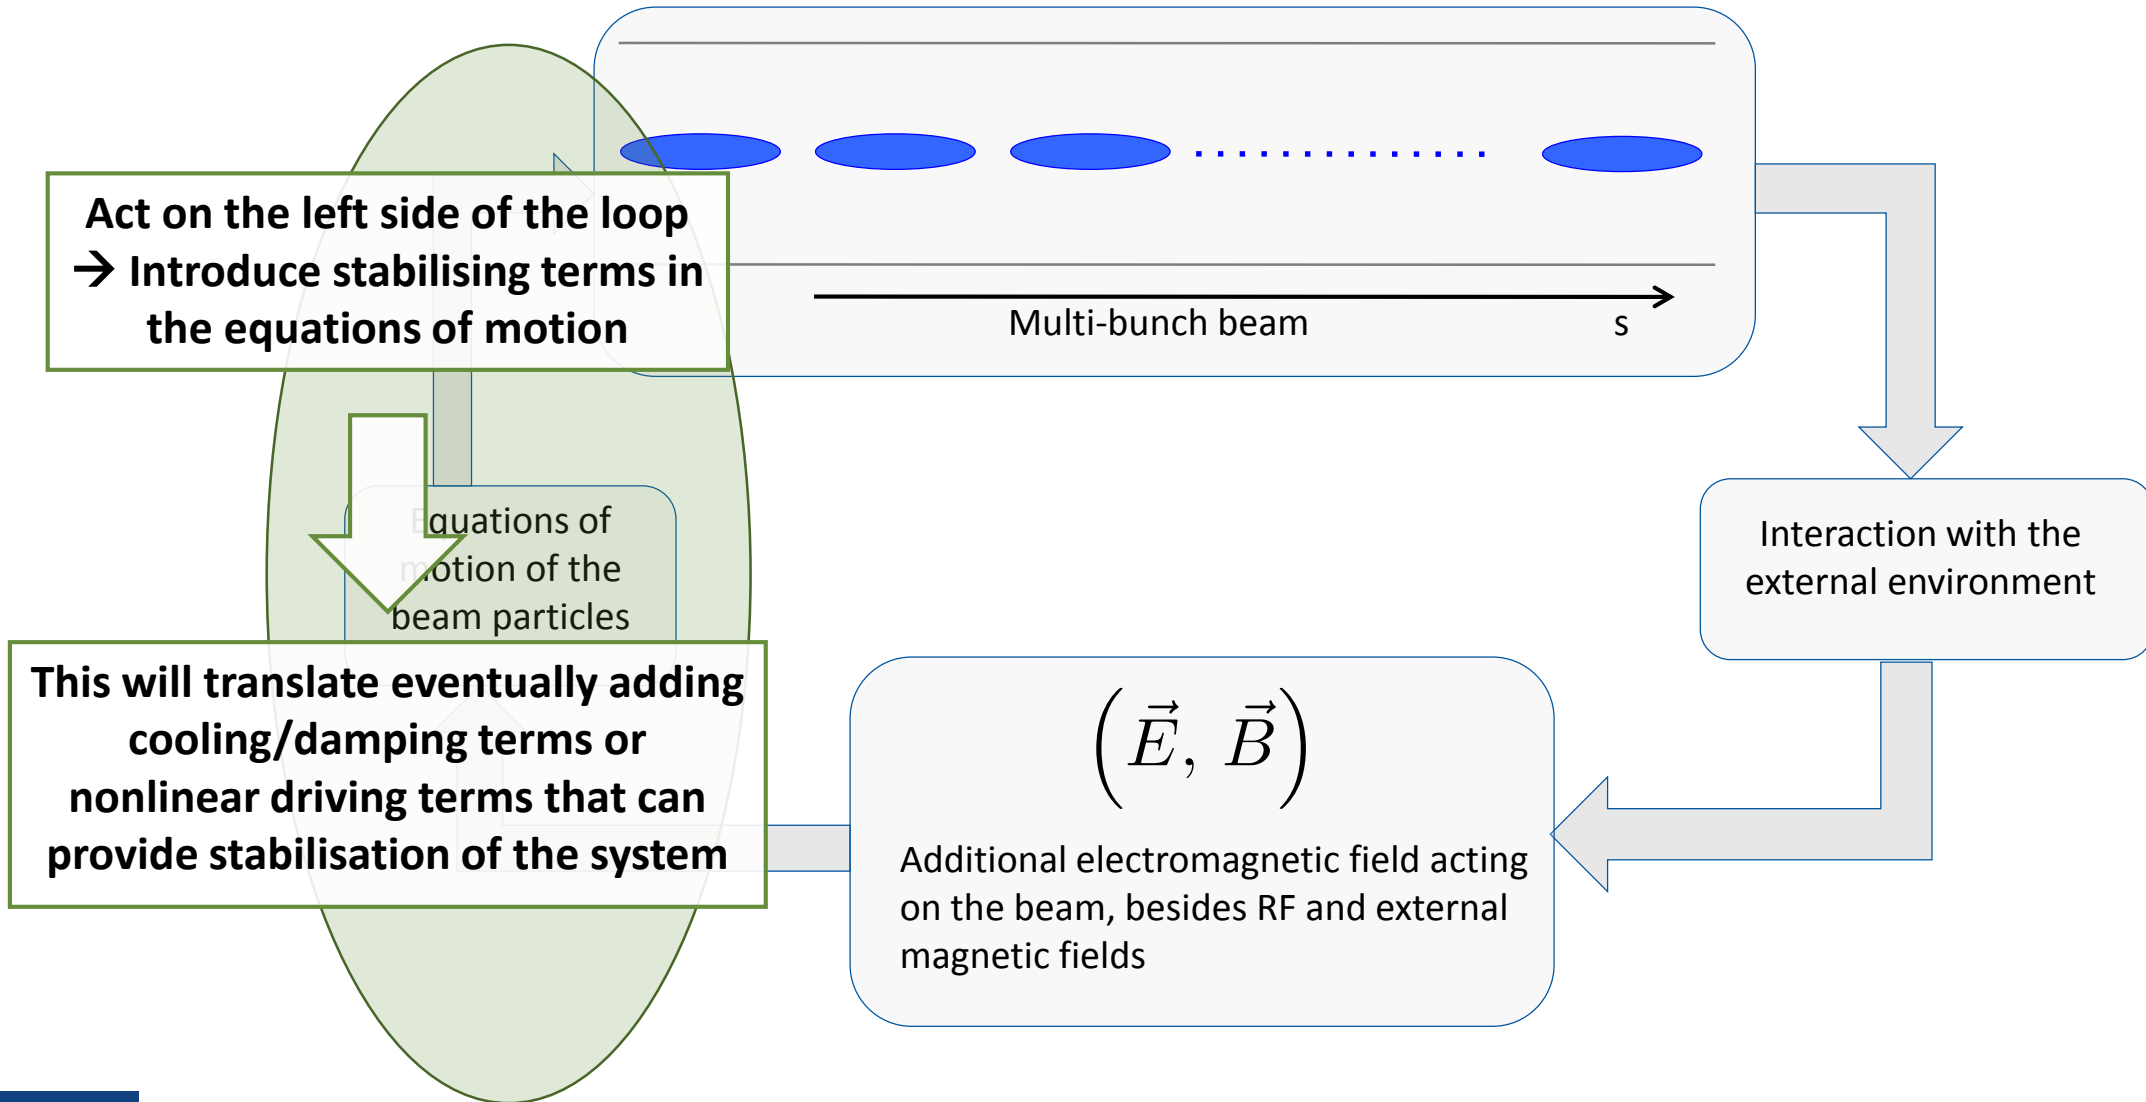 Act on the left side of the loop
→ Introduce stabilising terms in
the equations of motion
Multi-bunch beam
s
Equations of
motion of the
beam particles
Interaction with the
external environment
This will translate eventually adding
cooling/damping terms or
nonlinear driving terms that can
provide stabilisation of the system
(E⃗, B⃗)
Additional electromagnetic field acting
on the beam, besides RF and external
magnetic fields